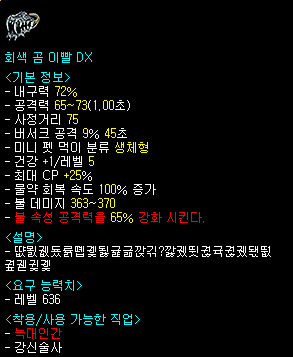 회색 곰 이빨 DX
<기본 정보>
- 내구력 72%
- 공격력 65~73(1.00초)
- 사정거리 75
- 버서크 공격 9% 45초
- 미니 펫 먹이 분류 생체형
- 건강 +1/레벨 5
- 최대 CP +25%
- 물약 회복 속도 100% 증가
- 불 데미지 363~370
- 불 속성 공격력을 65% 강화 시킨다.
<설명>
<요구 능력치>
- 레벨 636
<착용/사용 가능한 직업>
- 늑대인간
- 강신술사